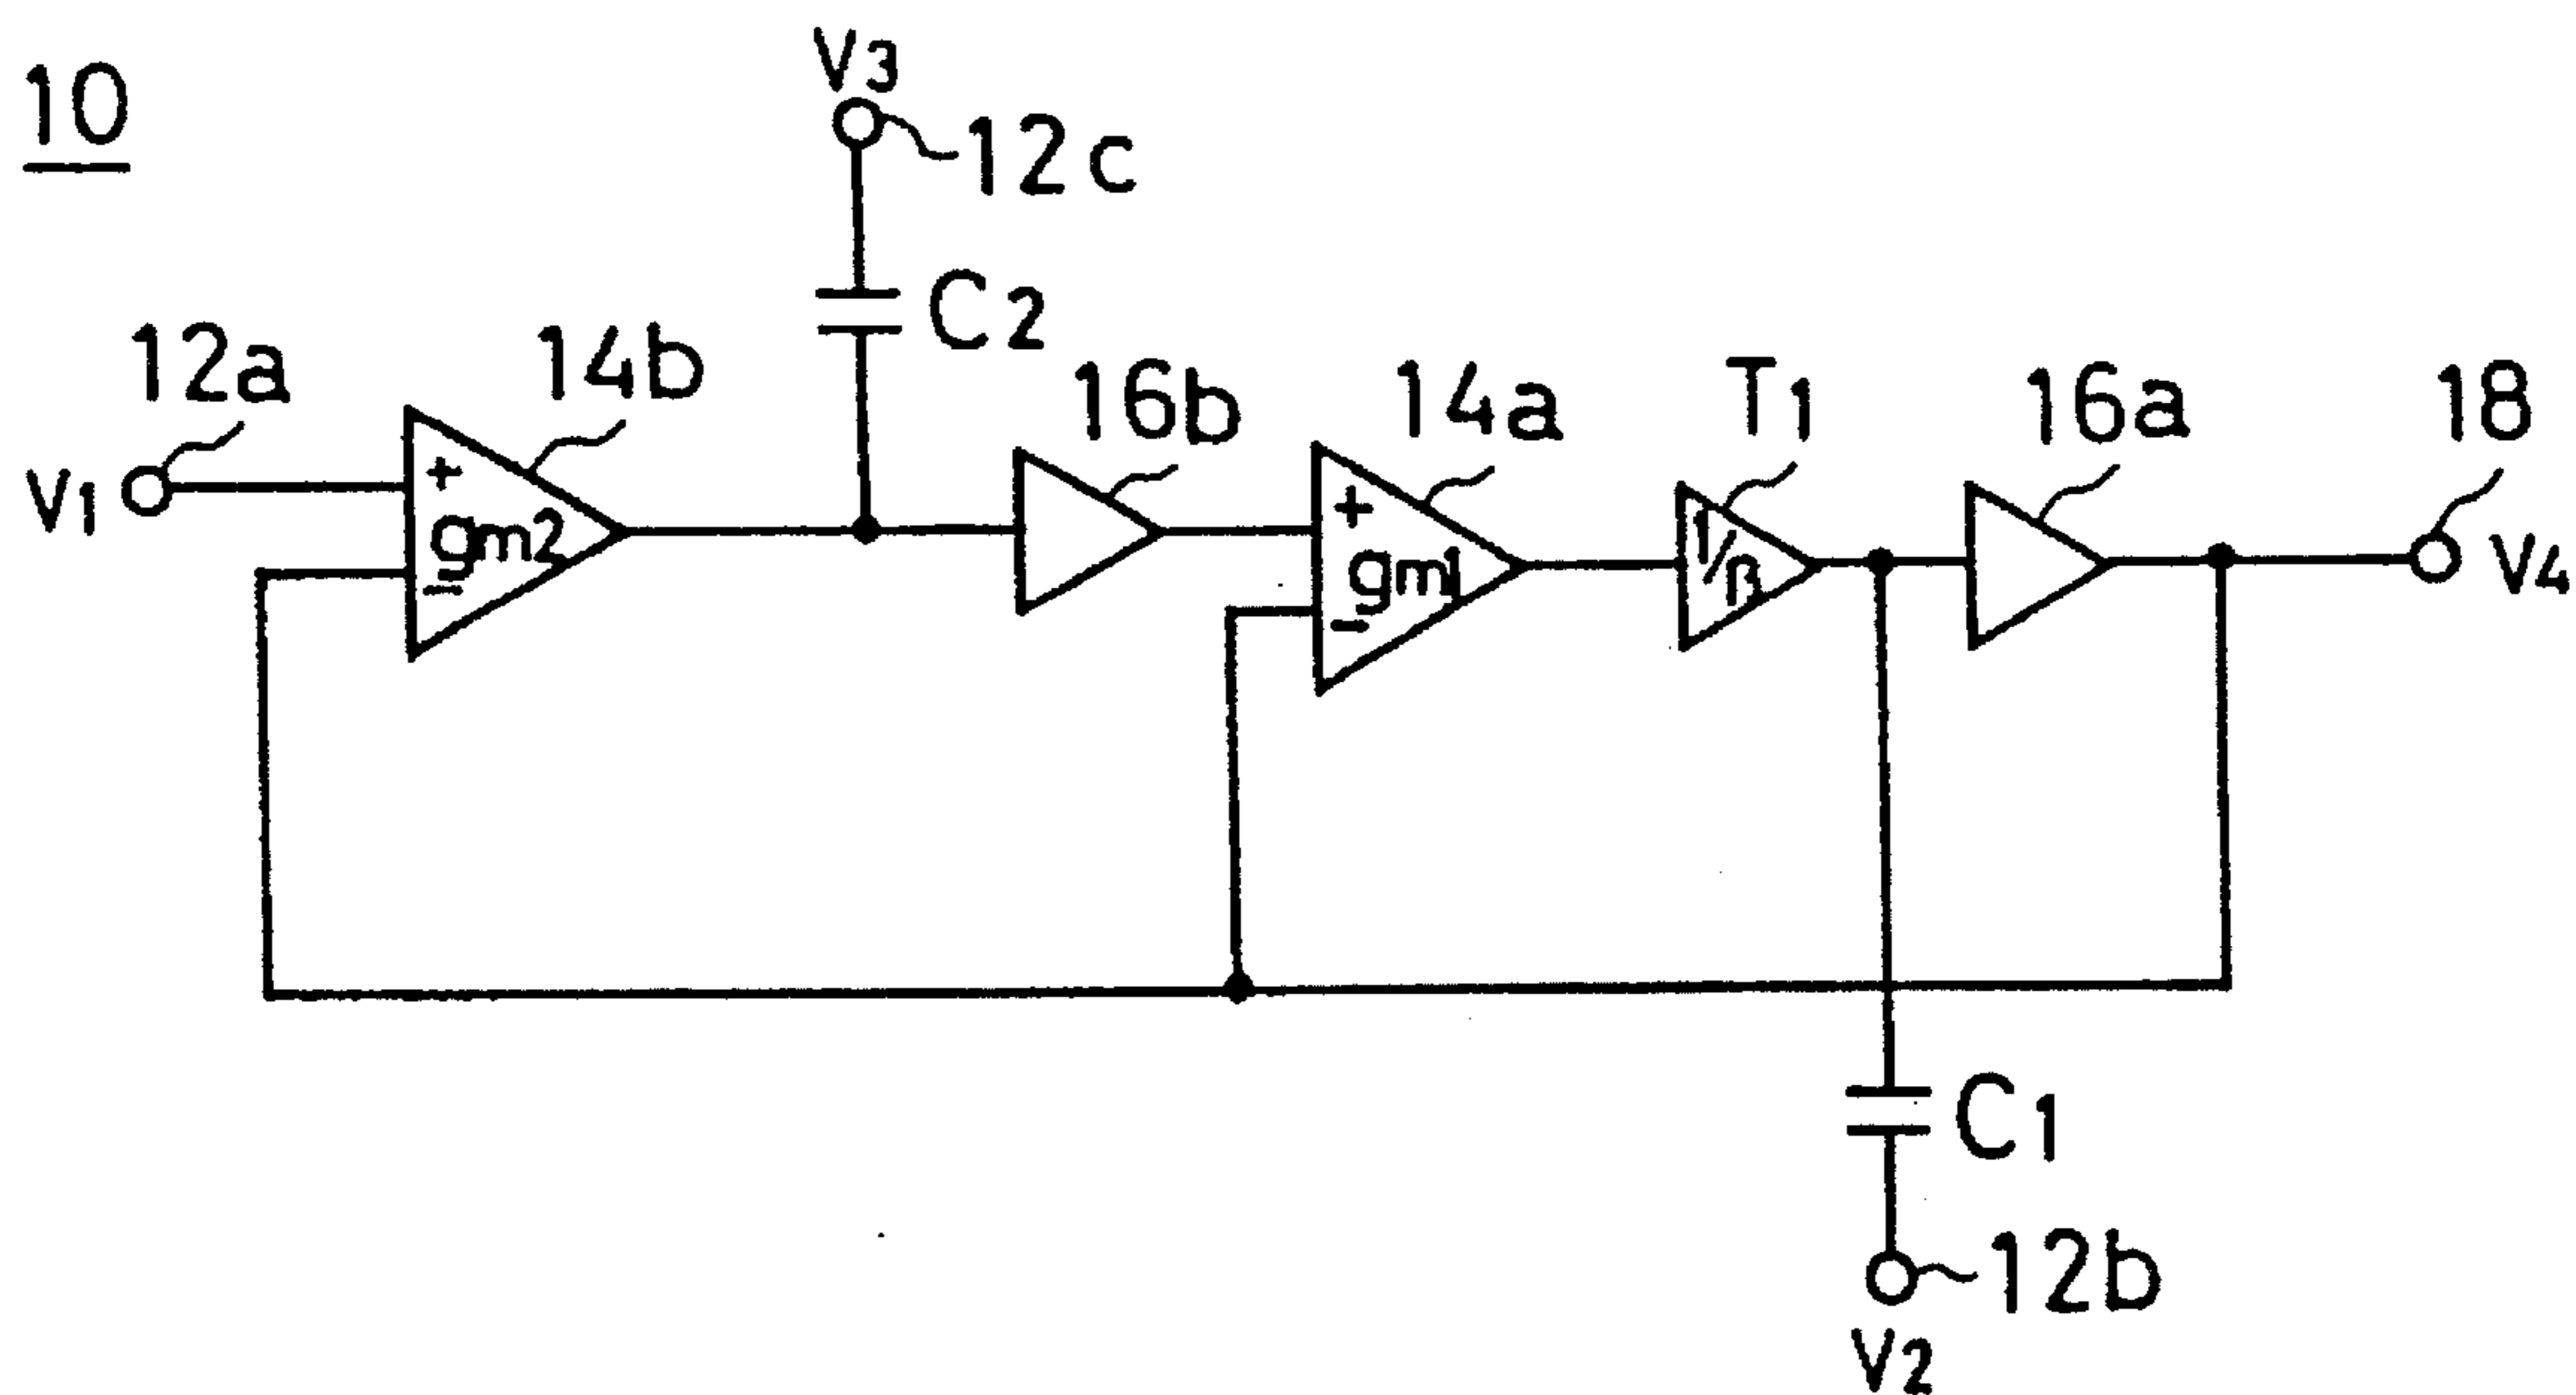 10
V3
12c
C2
12a
14b
16b
14a
T1
16a
18
V1
+
gm2
-
+
gm1
-
1/β
V4
C1
12b
V2